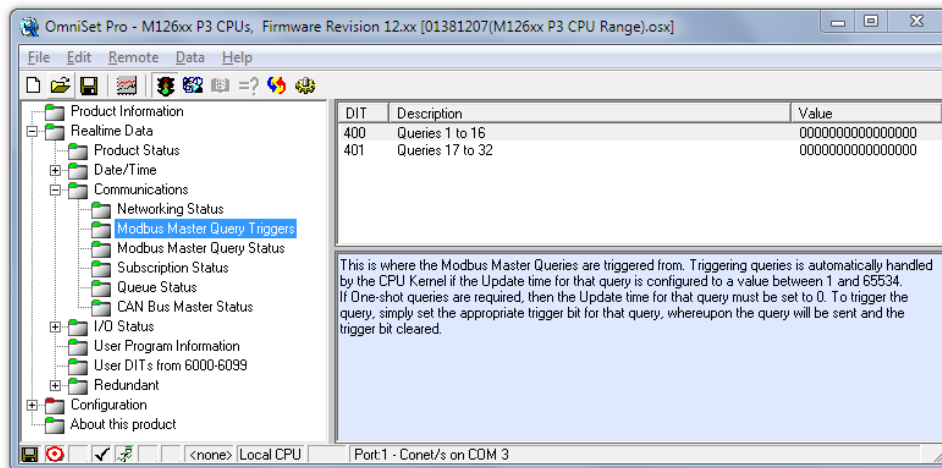 OmniSet Pro - M126xx P3 CPUs, Firmware Revision 12.xx [01381207(M126xx P3 CPU Range).osx]
File Edit Remote Data Help
=?
Product Information
Realtime Data
Product Status
Date/Time
Communications
Networking Status
Modbus Master Query Triggers
Modbus Master Query Status
Subscription Status
Queue Status
CAN Bus Master Status
I/O Status
User Program Information
User DITs from 6000-6099
Redundant
Configuration
About this product
DIT Description Value
400 Queries 1 to 16 0000000000000000
401 Queries 17 to 32 0000000000000000
This is where the Modbus Master Queries are triggered from. Triggering queries is automatically handled
by the CPU Kernel if the Update time for that query is configured to a value between 1 and 65534.
If One-shot queries are required, then the Update time for that query must be set to 0. To trigger the
query, simply set the appropriate trigger bit for that query, whereupon the query will be sent and the
trigger bit cleared.
<none> Local CPU Port:1 - Conet/s on COM 3